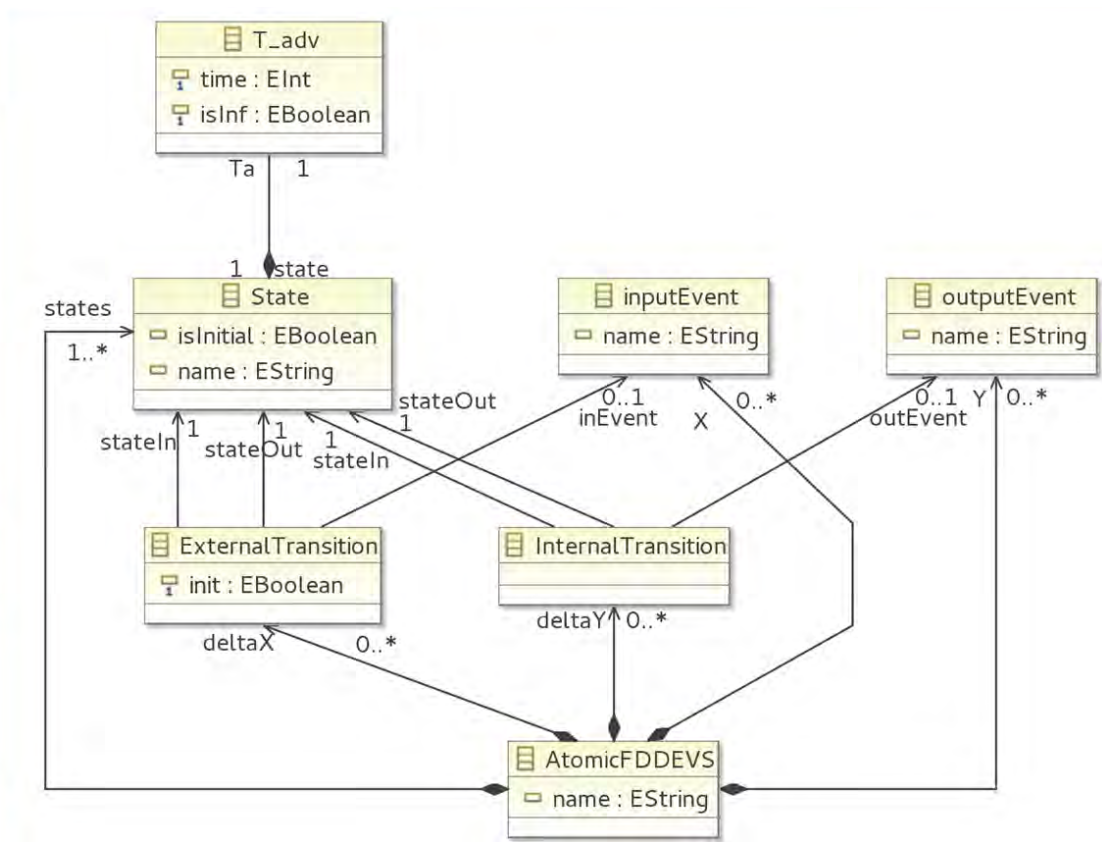 T_adv
time : EInt
isInf : EBoolean
Ta 1
1 state
State
isInitial : EBoolean
name : EString
states
1..*
inputEvent
name : EString
outputEvent
name : EString
stateOut
1
0..1
inEvent
X
0..*
0..1
outEvent
Y
0..*
stateIn
1
stateOut
1
stateIn
1
ExternalTransition
init : EBoolean
InternalTransition
deltaX
0..*
deltaY
0..*
AtomicFDDEVS
name : EString